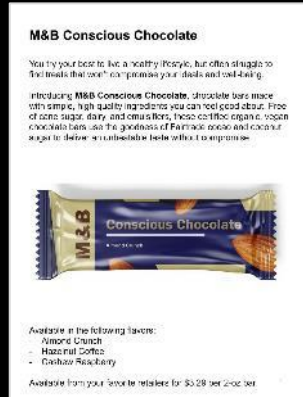 M&B Conscious Chocolate
You try your best to live a healthy lifestyle, but often struggle to
find treats that won't compromise your ideals and well-being.
Introducing M&B Conscious Chocolate, chocolate bars made
with simple, high quality ingredients you can feel good about. Free
of cane sugar, dairy, and emulsifiers, these certified organic, vegan
chocolate bars use the goodness of Fairtrade cocoa and coconut
sugar to deliver an unbeatable taste without compromise.
M&B
Conscious Chocolate
Almond Crunch
Available in the following flavors:
- Almond Crunch
- Hazelnut Coffee
- Cashew Raspberry
Available from your favorite retailers for $3.29 per 2-oz bar